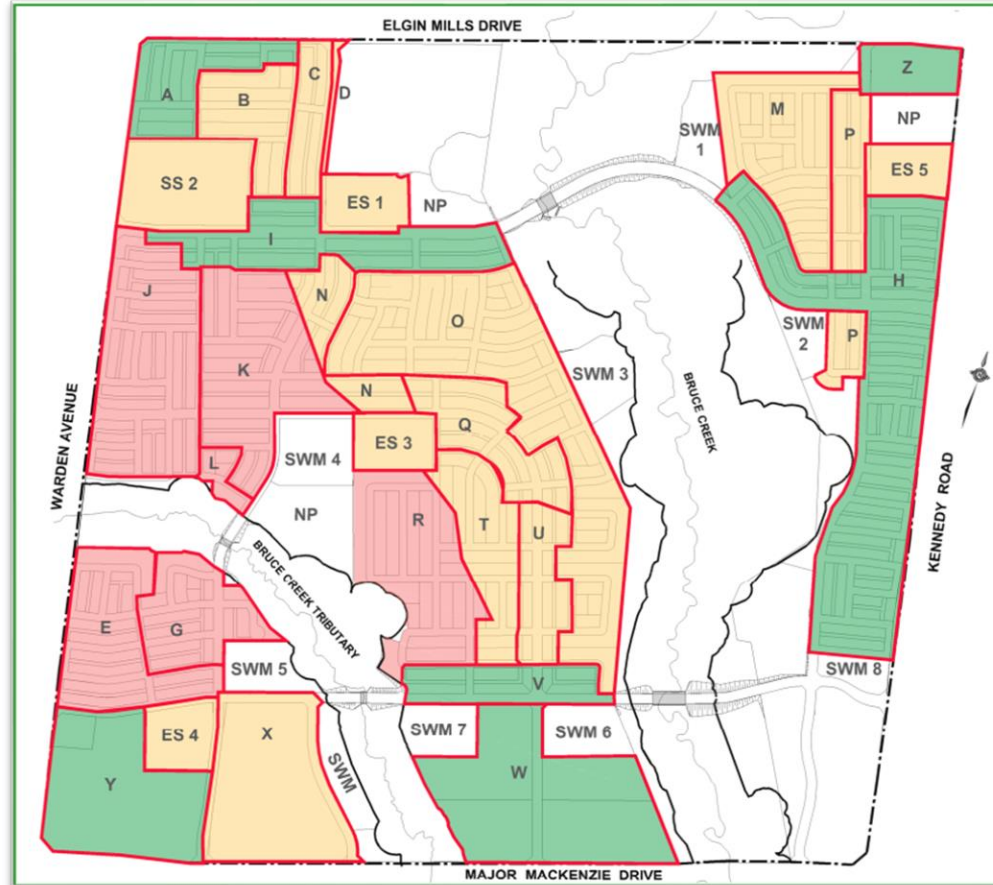 ELGIN MILLS DRIVE
A
B
C
D
Z
M
P
NP
SWM
1
SS 2
ES 1
NP
ES 5
I
H
J
N
O
SWM
2
P
K
SWM 3
BRUCE CREEK
WARDEN AVENUE
N
Q
ES 3
L
SWM 4
NP
R
T
U
KENNEDY ROAD
BRUCE CREEK TRIBUTARY
E
G
SWM 5
V
SWM 8
ES 4
X
SWM
SWM 7
SWM 6
Y
W
MAJOR MACKENZIE DRIVE